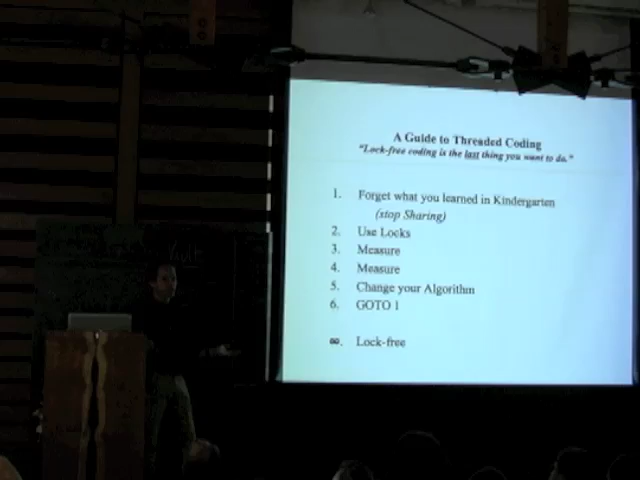 A Guide to Threaded Coding
"Lock-free coding is the last thing you want to do."
1. Forget what you learned in Kindergarten
(stop Sharing)
2. Use Locks
3. Measure
4. Measure
5. Change your Algorithm
6. GOTO 1
∞. Lock-free